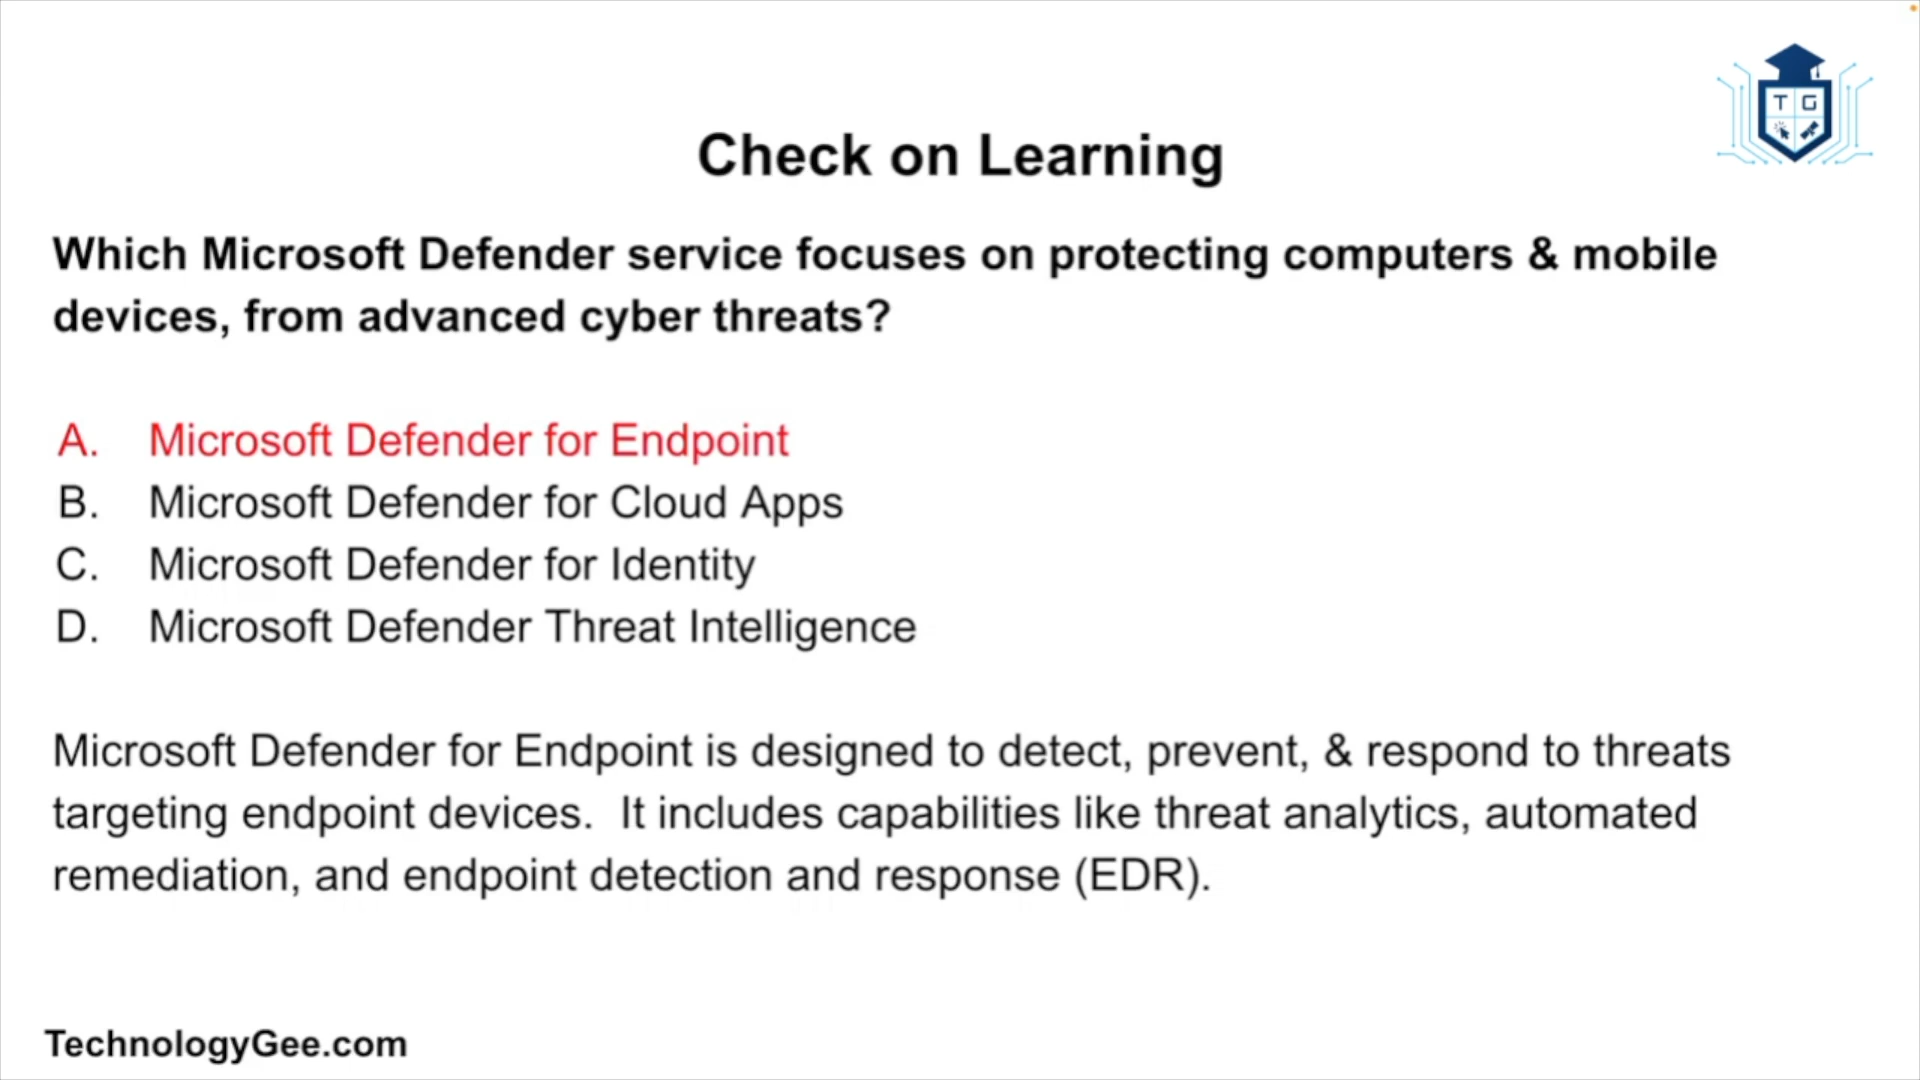 T G
Check on Learning
Which Microsoft Defender service focuses on protecting computers & mobile
devices, from advanced cyber threats?
A. Microsoft Defender for Endpoint
B. Microsoft Defender for Cloud Apps
C. Microsoft Defender for Identity
D. Microsoft Defender Threat Intelligence
Microsoft Defender for Endpoint is designed to detect, prevent, & respond to threats
targeting endpoint devices. It includes capabilities like threat analytics, automated
remediation, and endpoint detection and response (EDR).
TechnologyGee.com